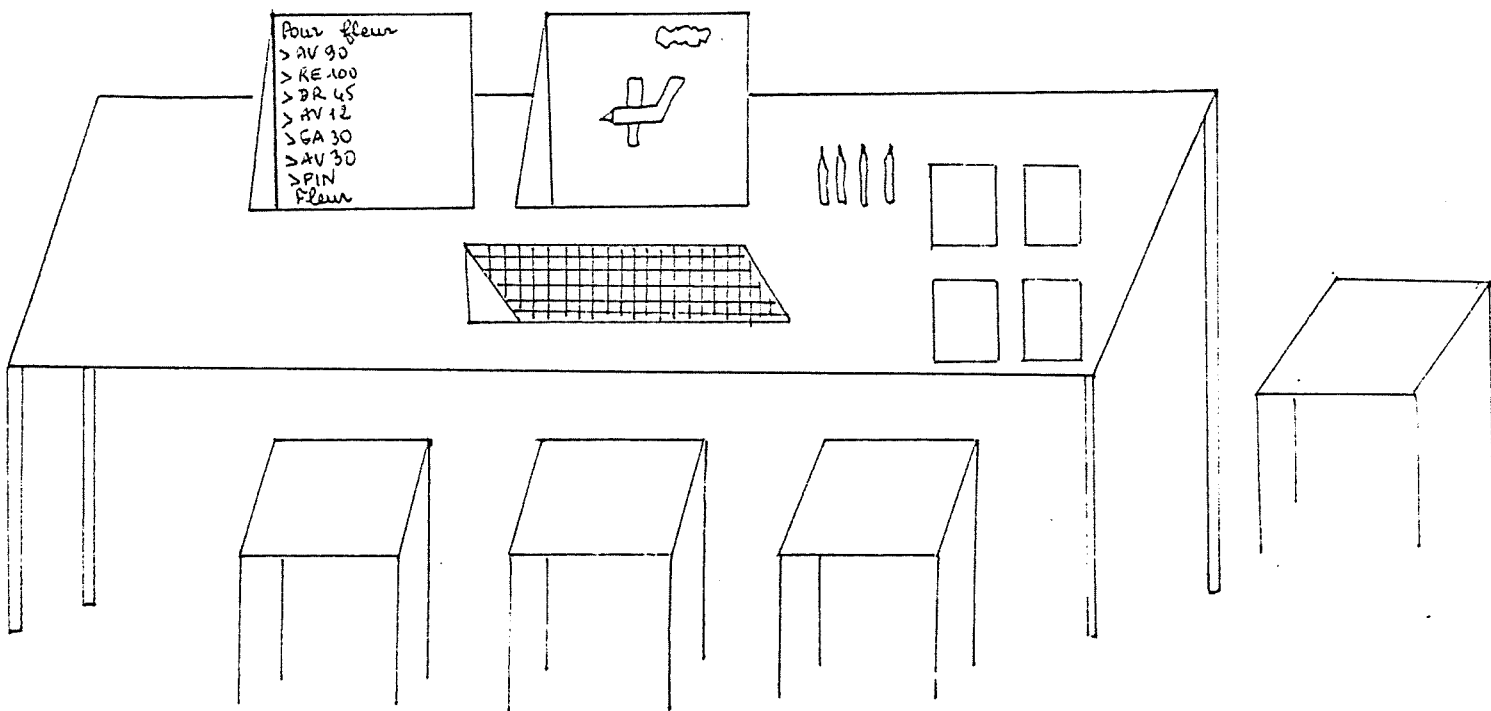 Pour fleur
> AV 90
> RE 100
> DR 45
> AV 12
> GA 30
> AV 30
> FIN
Fleur